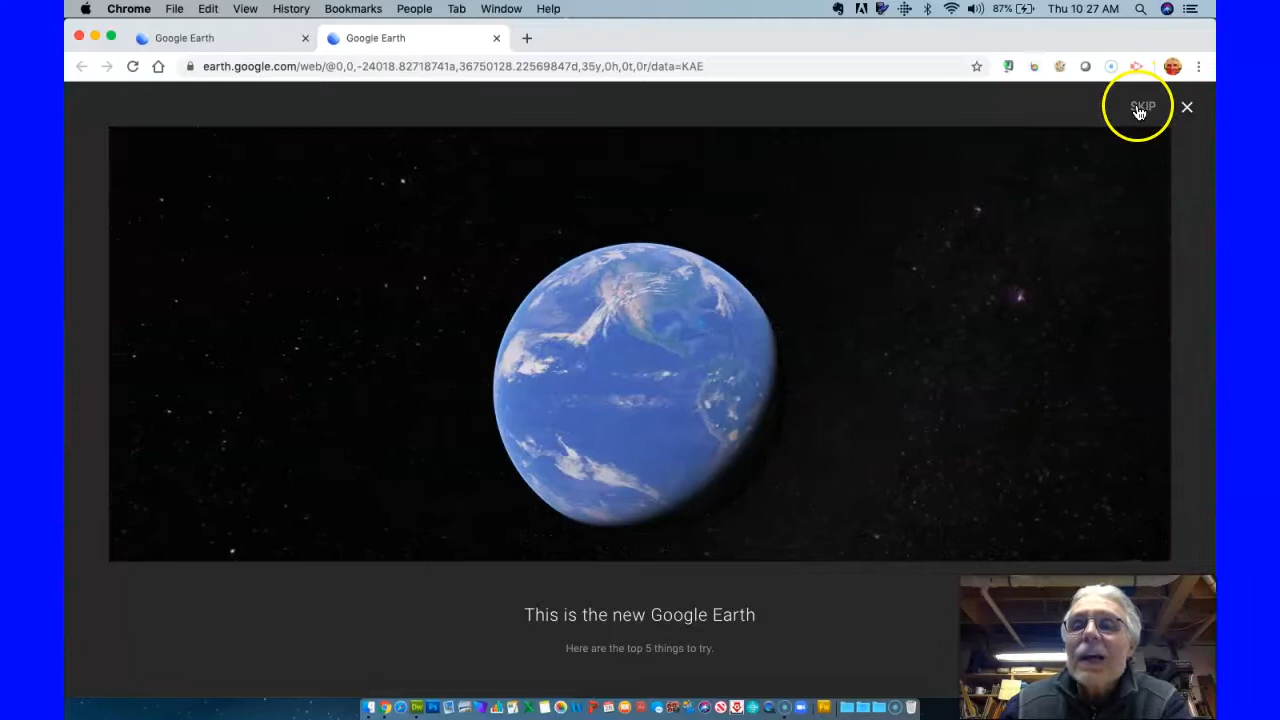 Chrome File Edit View History Bookmarks People Tab Window Help 87% Thu 10:27 AM
Google Earth Google Earth
earth.google.com/web/@0,0,-24018.82718741a,36750128.22569847d,35y,0h,0t,0r/data=KAE
SKIP
This is the new Google Earth
Here are the top 5 things to try.